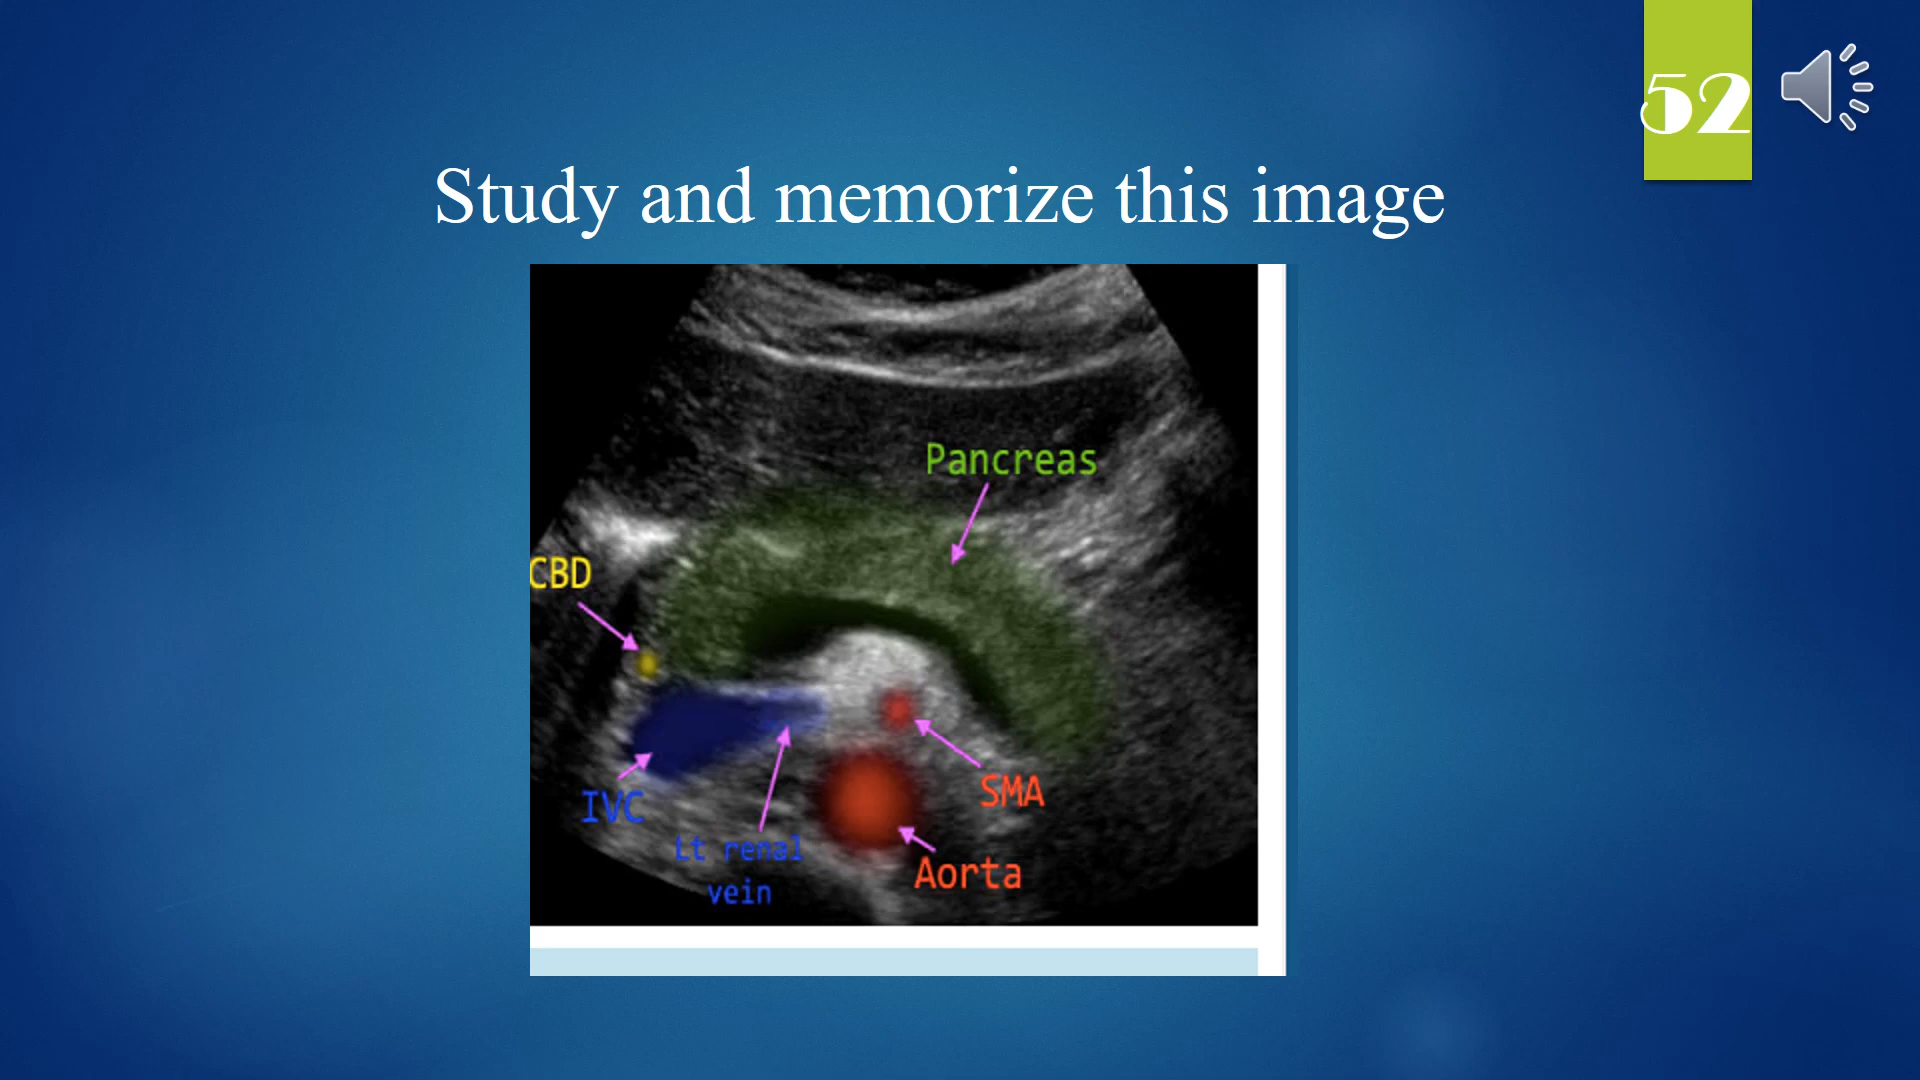 52
Study and memorize this image
Pancreas
CBD
SMA
IVC
Lt renal
vein
Aorta